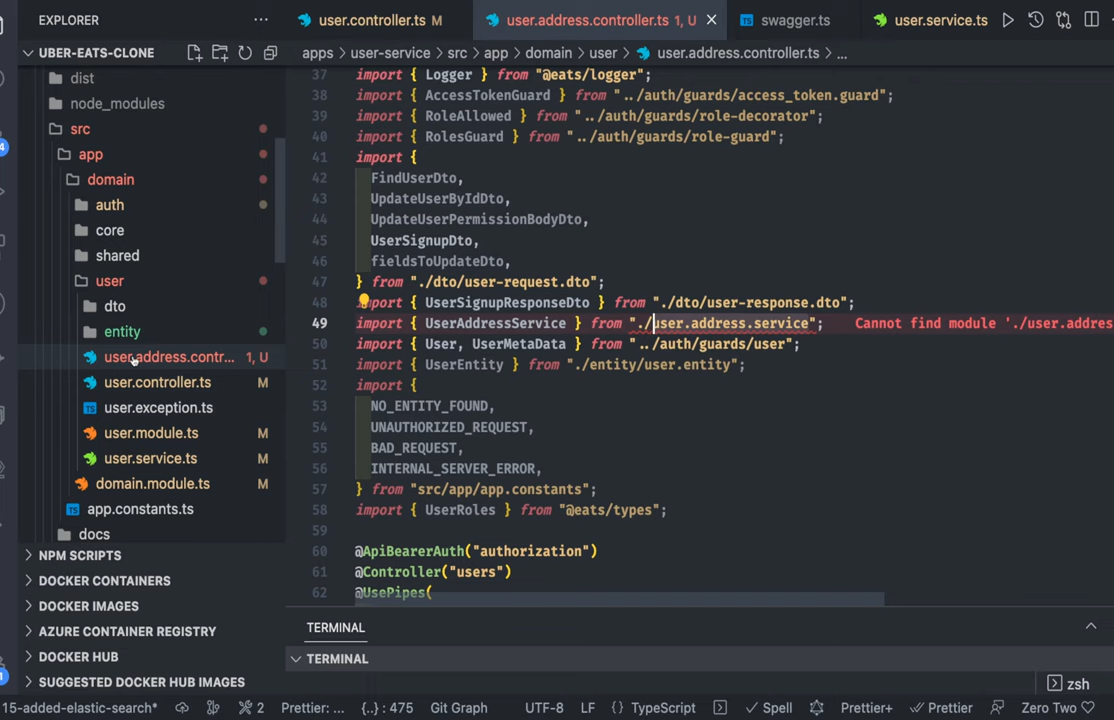 EXPLORER
···
user.controller.ts M
user.address.controller.ts 1, U
swagger.ts
user.service.ts
UBER-EATS-CLONE
apps > user-service > src > app > domain > user > user.address.controller.ts > ...
dist
node_modules
src
app
domain
auth
core
shared
user
dto
entity
user.address.contr... 1, U
user.controller.ts M
user.exception.ts
user.module.ts M
user.service.ts M
domain.module.ts M
app.constants.ts
docs
NPM SCRIPTS
DOCKER CONTAINERS
DOCKER IMAGES
AZURE CONTAINER REGISTRY
DOCKER HUB
SUGGESTED DOCKER HUB IMAGES
37 import { Logger } from "@eats/logger";
38 import { AccessTokenGuard } from "../auth/guards/access_token.guard";
39 import { RoleAllowed } from "../auth/guards/role-decorator";
40 import { RolesGuard } from "../auth/guards/role-guard";
41 import {
42 FindUserDto,
43 UpdateUserByIdDto,
44 UpdateUserPermissionBodyDto,
45 UserSignupDto,
46 fieldsToUpdateDto,
47 } from "./dto/user-request.dto";
48 import { UserSignupResponseDto } from "./dto/user-response.dto";
49 import { UserAddressService } from "./user.address.service"; Cannot find module './user.addres
50 import { User, UserMetaData } from "../auth/guards/user";
51 import { UserEntity } from "./entity/user.entity";
52 import {
53 NO_ENTITY_FOUND,
54 UNAUTHORIZED_REQUEST,
55 BAD_REQUEST,
56 INTERNAL_SERVER_ERROR,
57 } from "src/app/app.constants";
58 import { UserRoles } from "@eats/types";
59
60 @ApiBearerAuth("authorization")
61 @Controller("users")
62 @UsePipes(
TERMINAL
TERMINAL
zsh
15-added-elastic-search* 2 Prettier: ... {..} : 475 Git Graph UTF-8 LF {} TypeScript Spell Prettier+ Prettier Zero Two